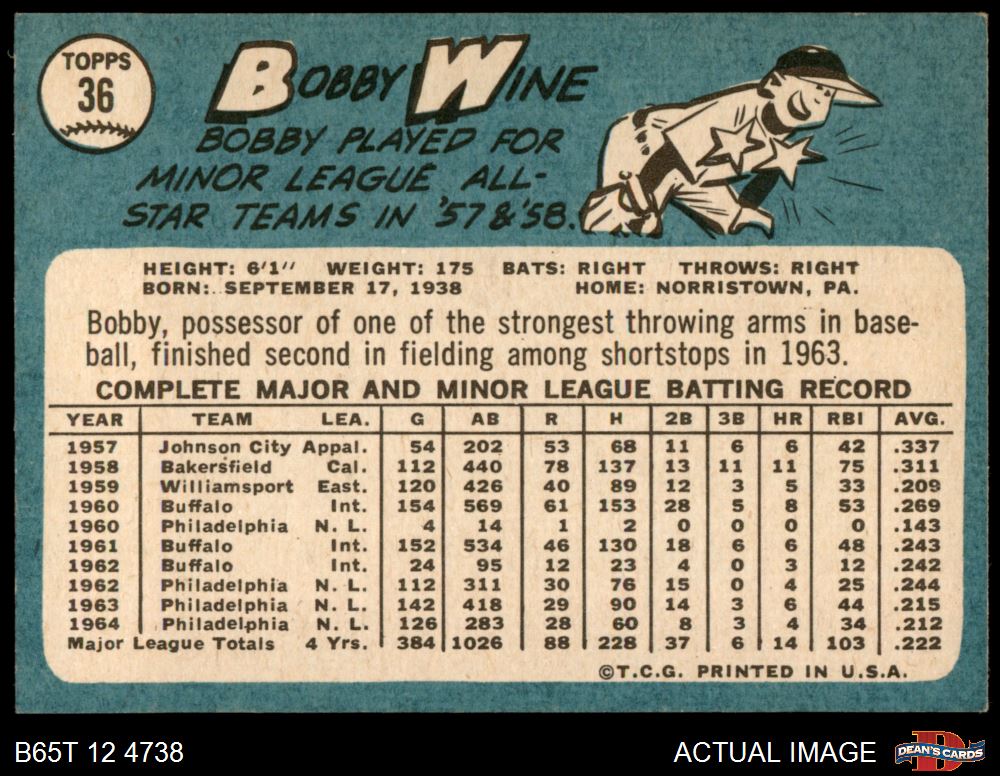 TOPPS
36
BOBBY WINE
BOBBY PLAYED FOR
MINOR LEAGUE ALL-
STAR TEAMS IN '57 & '58.
HEIGHT: 6'1" WEIGHT: 175 BATS: RIGHT THROWS: RIGHT
BORN: SEPTEMBER 17, 1938 HOME: NORRISTOWN, PA.
Bobby, possessor of one of the strongest throwing arms in base-
ball, finished second in fielding among shortstops in 1963.
COMPLETE MAJOR AND MINOR LEAGUE BATTING RECORD
YEAR TEAM LEA. G AB R H 2B 3B HR RBI AVG.
1957 Johnson City Appal. 54 202 53 68 11 6 6 42 .337
1958 Bakersfield Cal. 112 440 78 137 13 11 11 75 .311
1959 Williamsport East. 120 426 40 89 12 3 5 33 .209
1960 Buffalo Int. 154 569 61 153 28 5 8 53 .269
1960 Philadelphia N. L. 4 14 1 2 0 0 0 0 .143
1961 Buffalo Int. 152 534 46 130 18 6 6 48 .243
1962 Buffalo Int. 24 95 12 23 4 0 3 12 .242
1962 Philadelphia N. L. 112 311 30 76 15 0 4 25 .244
1963 Philadelphia N. L. 142 418 29 90 14 3 6 44 .215
1964 Philadelphia N. L. 126 283 28 60 8 3 4 34 .212
Major League Totals 4 Yrs. 384 1026 88 228 37 6 14 103 .222
©T.C.G. PRINTED IN U.S.A.
B65T 12 4738 ACTUAL IMAGE DEAN'S CARDS